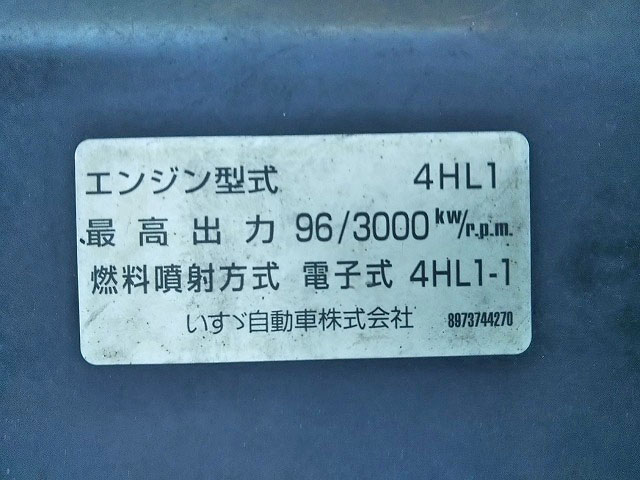 エンジン型式 4HL1
最高出力 96/3000 kw/r.p.m.
燃料噴射方式 電子式 4HL1-1
いすゞ自動車株式会社 8973744270